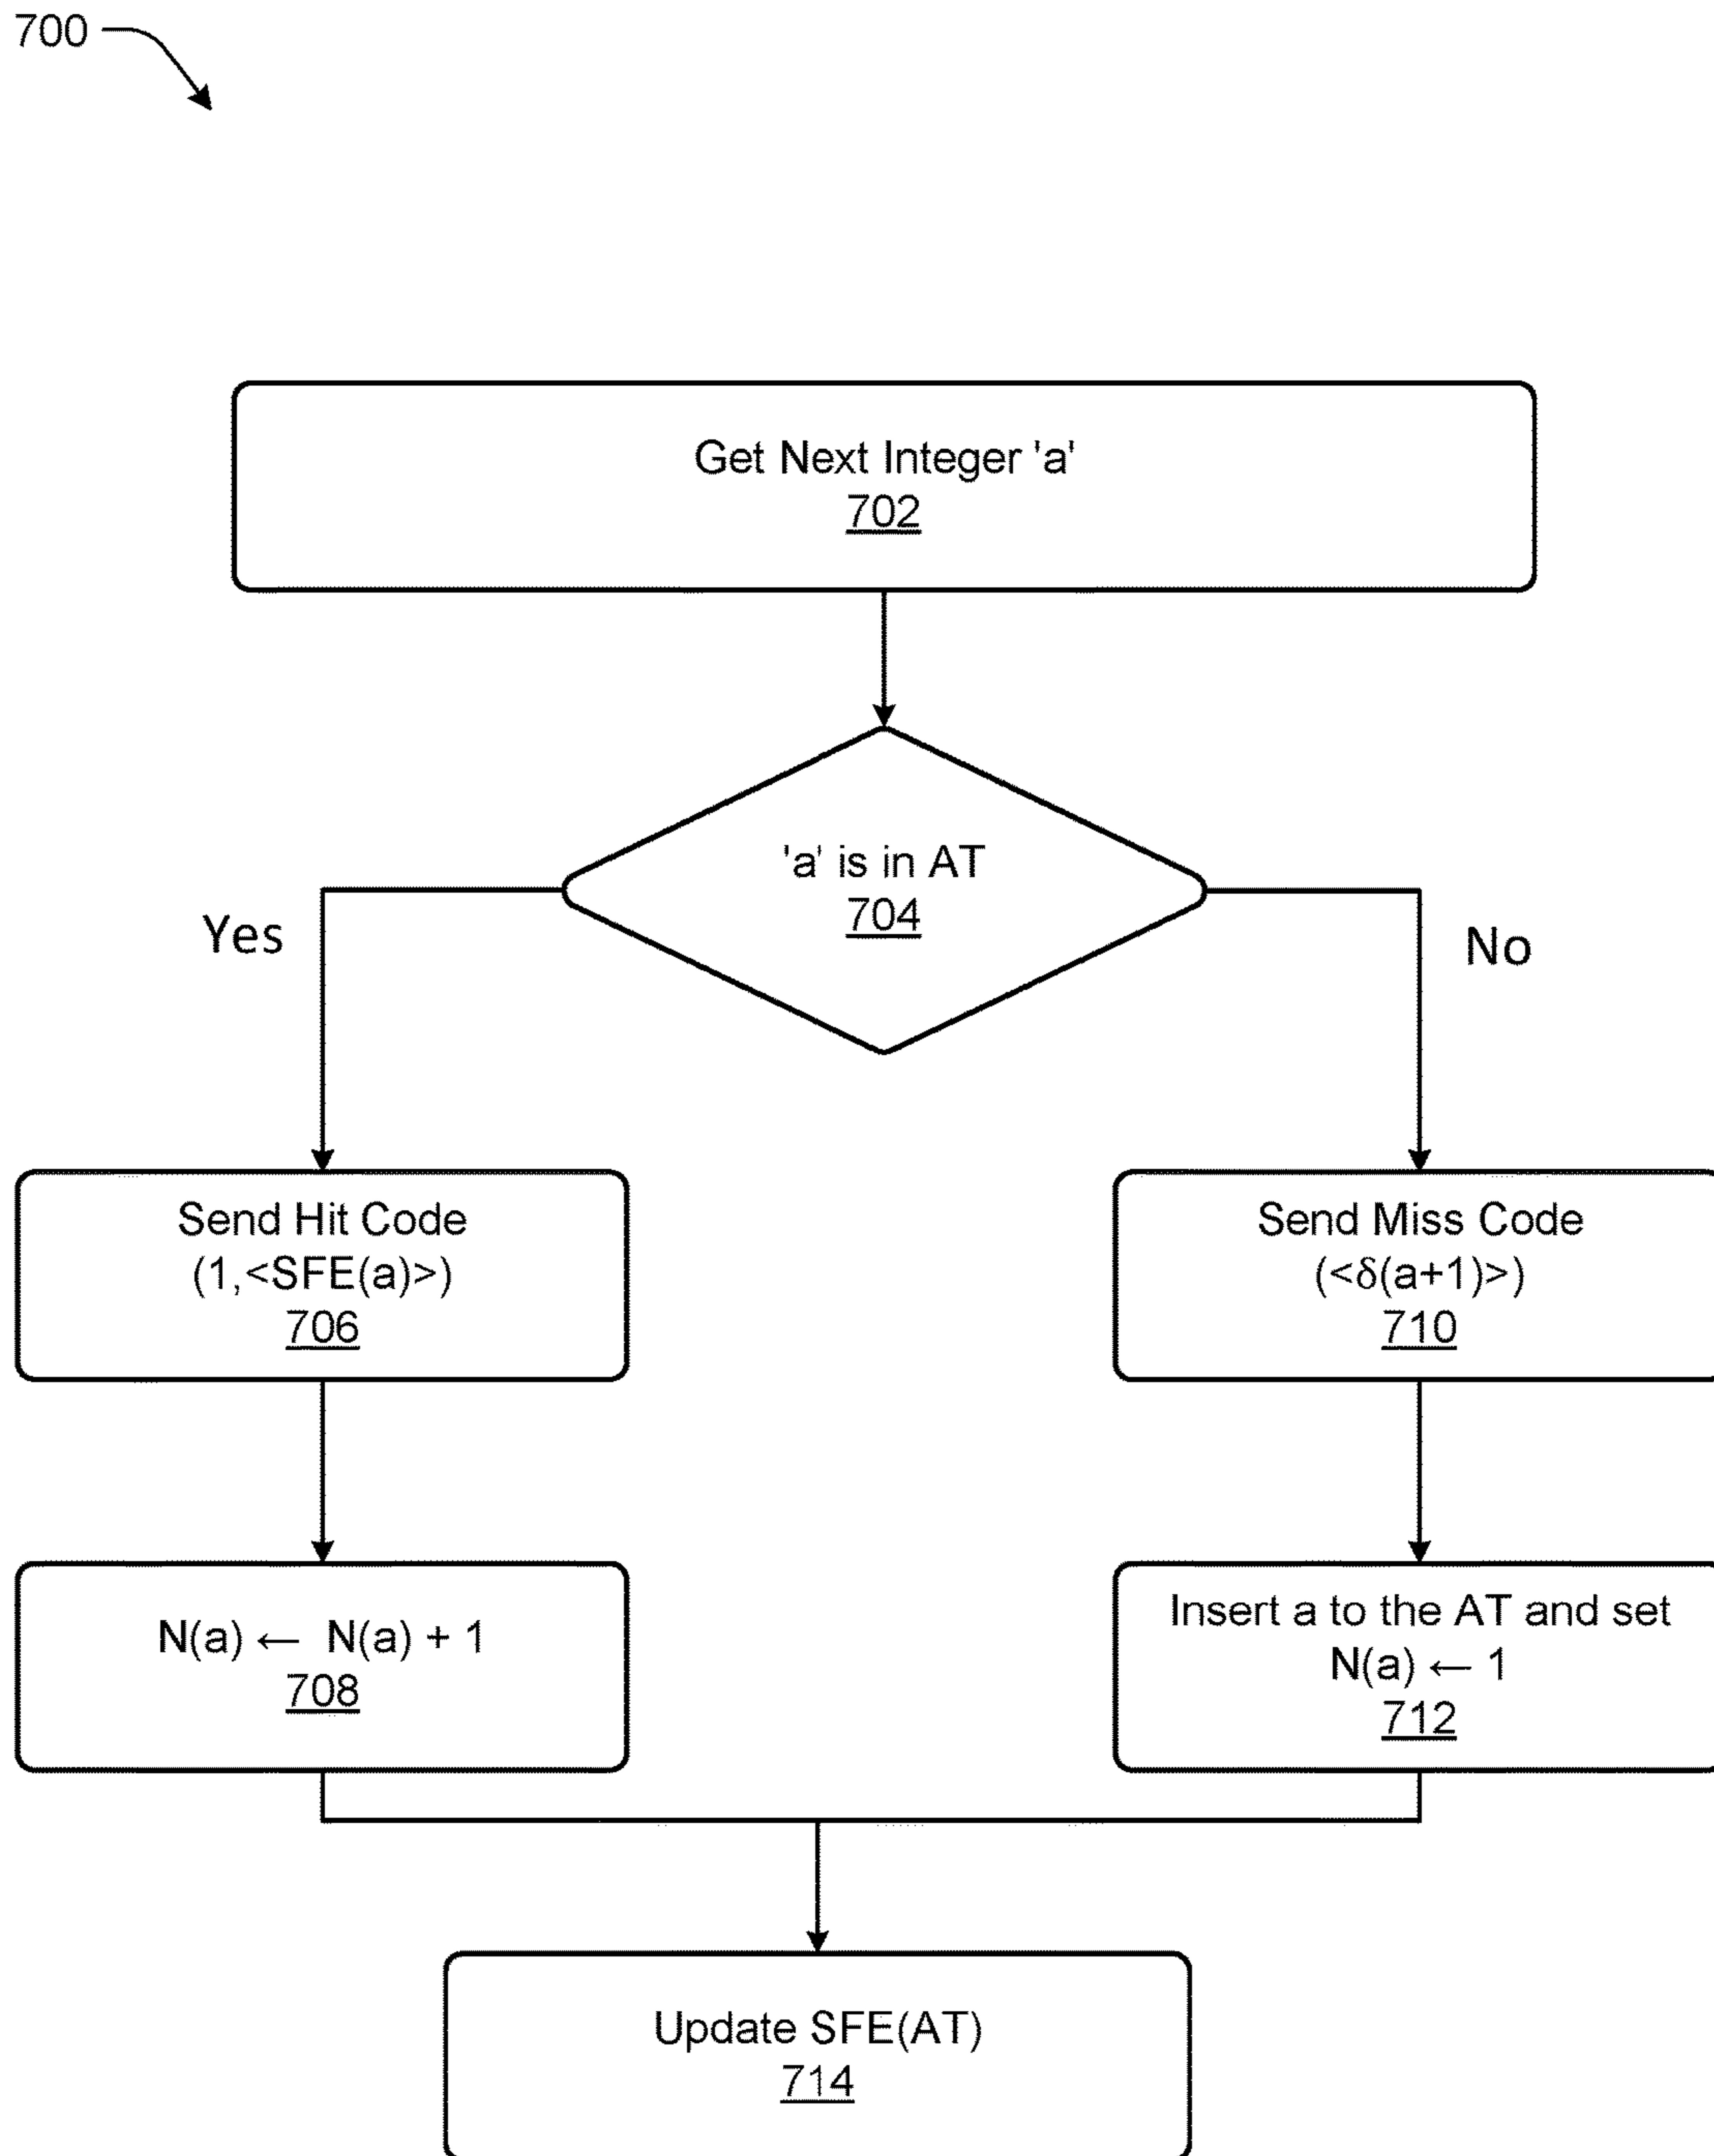 700
Get Next Integer 'a'
702
'a' is in AT
704
Yes
No
Send Hit Code
(1,<SFE(a)>)
706
Send Miss Code
(<δ(a+1)>)
710
N(a) ← N(a) + 1
708
Insert a to the AT and set
N(a) ← 1
712
Update SFE(AT)
714